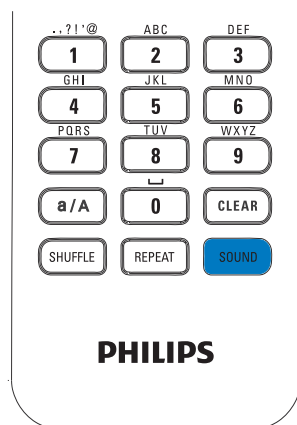 .,?!'@ ABC DEF
1 2 3
GHI JKL MNO
4 5 6
PQRS TUV WXYZ
7 8 9
a/A 0 CLEAR
SHUFFLE REPEAT SOUND
PHILIPS